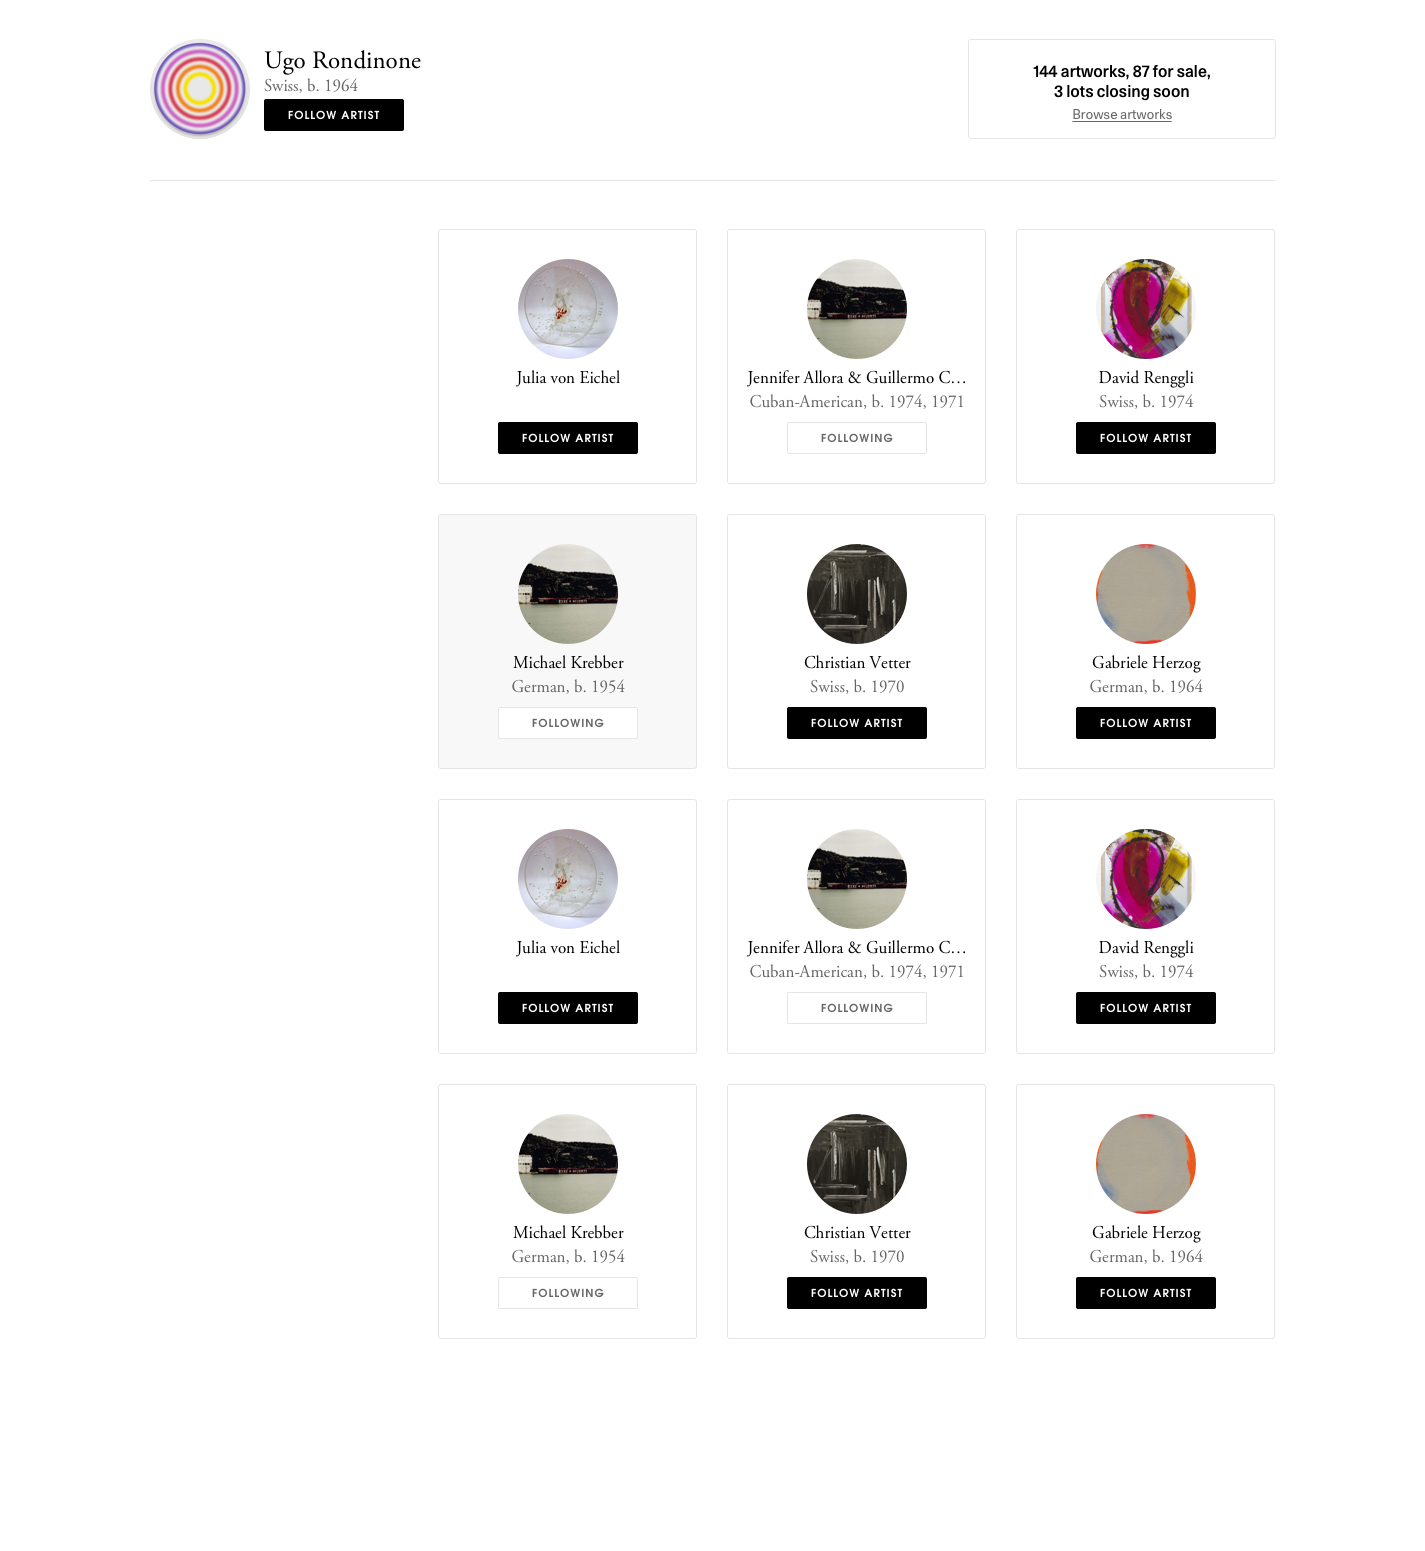 Ugo Rondinone
Swiss, b. 1964
FOLLOW ARTIST
144 artworks, 87 for sale,
3 lots closing soon
Browse artworks
Julia von Eichel
FOLLOW ARTIST
Jennifer Allora & Guillermo C...
Cuban-American, b. 1974, 1971
FOLLOWING
David Renggli
Swiss, b. 1974
FOLLOW ARTIST
Michael Krebber
German, b. 1954
FOLLOWING
Christian Vetter
Swiss, b. 1970
FOLLOW ARTIST
Gabriele Herzog
German, b. 1964
FOLLOW ARTIST
Julia von Eichel
FOLLOW ARTIST
Jennifer Allora & Guillermo C...
Cuban-American, b. 1974, 1971
FOLLOWING
David Renggli
Swiss, b. 1974
FOLLOW ARTIST
Michael Krebber
German, b. 1954
FOLLOWING
Christian Vetter
Swiss, b. 1970
FOLLOW ARTIST
Gabriele Herzog
German, b. 1964
FOLLOW ARTIST